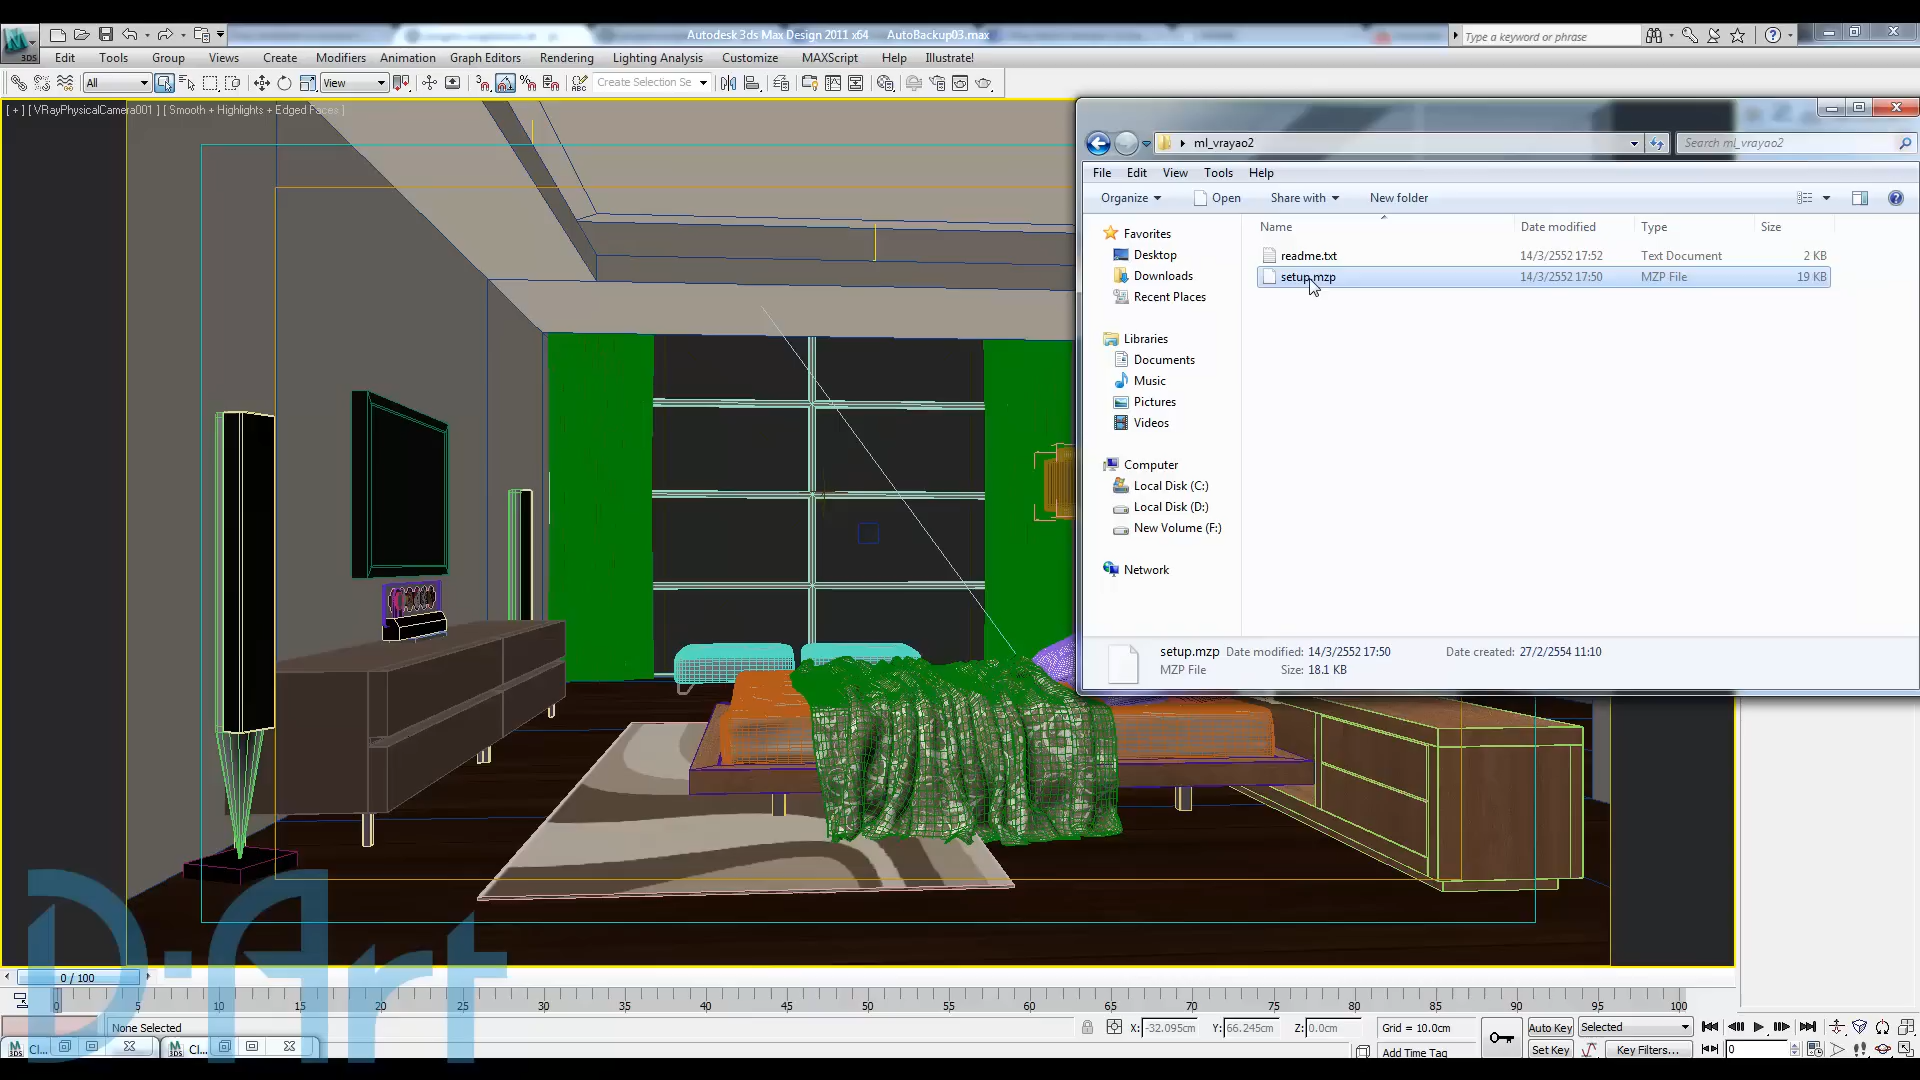 Autodesk 3ds Max Design 2011 x64 AutoBackup03.max
Type a keyword or phrase
Edit Tools Group Views Create Modifiers Animation Graph Editors Rendering Lighting Analysis Customize MAXScript Help Illustrate!
All View Create Selection Se
[ + ] [ VRayPhysicalCamera001 ] [ Smooth + Highlights + Edged Faces ]
ml_vrayao2
Search ml_vrayao2
File Edit View Tools Help
Organize Open Share with New folder
Name Date modified Type Size
Favorites
Desktop
Downloads
Recent Places
Libraries
Documents
Music
Pictures
Videos
Computer
Local Disk (C:)
Local Disk (D:)
New Volume (F:)
Network
readme.txt 14/3/2552 17:52 Text Document 2 KB
setup.mzp 14/3/2552 17:50 MZP File 19 KB
setup.mzp Date modified: 14/3/2552 17:50 Date created: 27/2/2554 11:10
MZP File Size: 18.1 KB
D-Art
0 / 100
0 5 10 15 20 25 30 35 40 45 50 55 60 65 70 75 80 85 90 95 100
None Selected X: -32.095cm Y: 66.245cm Z: 0.0cm Grid = 10.0cm Auto Key Selected
Cl... Cl... Add Time Tag Set Key Key Filters... 0